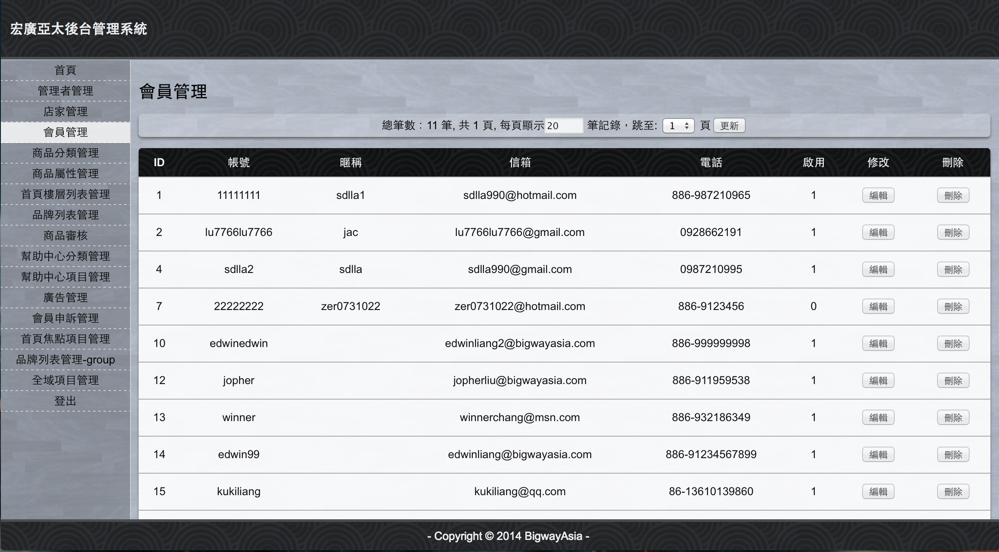 宏廣亞太後台管理系統
首頁
管理者管理
店家管理
會員管理
商品分類管理
商品屬性管理
首頁樓層列表管理
品牌列表管理
商品審核
幫助中心分類管理
幫助中心項目管理
廣告管理
會員申訴管理
首頁焦點項目管理
品牌列表管理-group
全域項目管理
登出
會員管理
總筆數：11 筆, 共 1 頁, 每頁顯示 20 筆記錄，跳至: 1 頁 更新
ID 帳號 暱稱 信箱 電話 啟用 修改 刪除
1 11111111 sdlla1 sdlla990@hotmail.com 886-987210965 1 編輯 刪除
2 lu7766lu7766 jac lu7766lu7766@gmail.com 0928662191 1 編輯 刪除
4 sdlla2 sdlla sdlla990@gmail.com 0987210995 1 編輯 刪除
7 22222222 zer0731022 zer0731022@hotmail.com 886-9123456 0 編輯 刪除
10 edwinedwin edwinliang2@bigwayasia.com 886-999999998 1 編輯 刪除
12 jopher jopherliu@bigwayasia.com 886-911959538 1 編輯 刪除
13 winner winnerchang@msn.com 886-932186349 1 編輯 刪除
14 edwin99 edwinliang@bigwayasia.com 886-91234567899 1 編輯 刪除
15 kukiliang kukiliang@qq.com 86-13610139860 1 編輯 刪除
- Copyright © 2014 BigwayAsia -